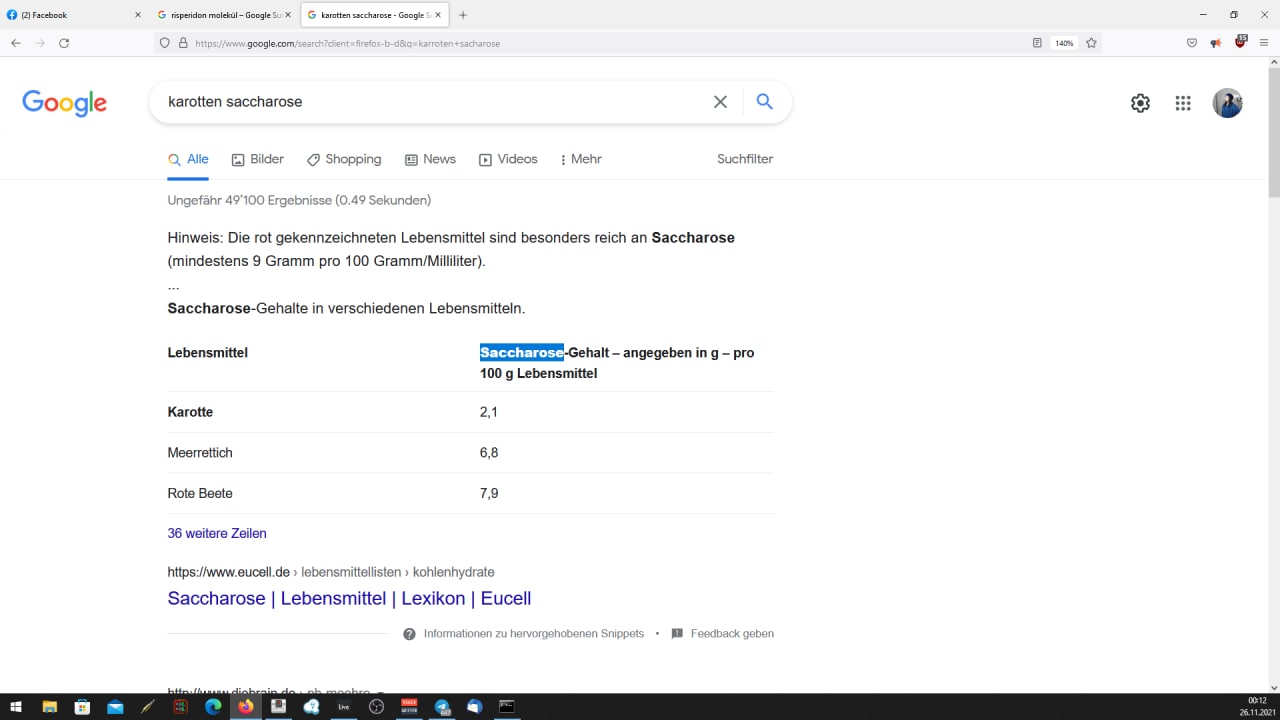 (2) Facebook
risperidon molekül – Google Su
karotten saccharose - Google S
https://www.google.com/search?client=firefox-b-d&q=karroten+sacharose
140%
15
Google
karotten saccharose
Alle
Bilder
Shopping
News
Videos
Mehr
Suchfilter
Ungefähr 49'100 Ergebnisse (0.49 Sekunden)
Hinweis: Die rot gekennzeichneten Lebensmittel sind besonders reich an Saccharose
(mindestens 9 Gramm pro 100 Gramm/Milliliter).
...
Saccharose-Gehalte in verschiedenen Lebensmitteln.
Lebensmittel
Saccharose-Gehalt – angegeben in g – pro
100 g Lebensmittel
Karotte 2,1
Meerrettich 6,8
Rote Beete 7,9
36 weitere Zeilen
https://www.eucell.de › lebensmittellisten › kohlenhydrate
Saccharose | Lebensmittel | Lexikon | Eucell
Informationen zu hervorgehobenen Snippets • Feedback geben
Live
VOICE
00:12
26.11.2021